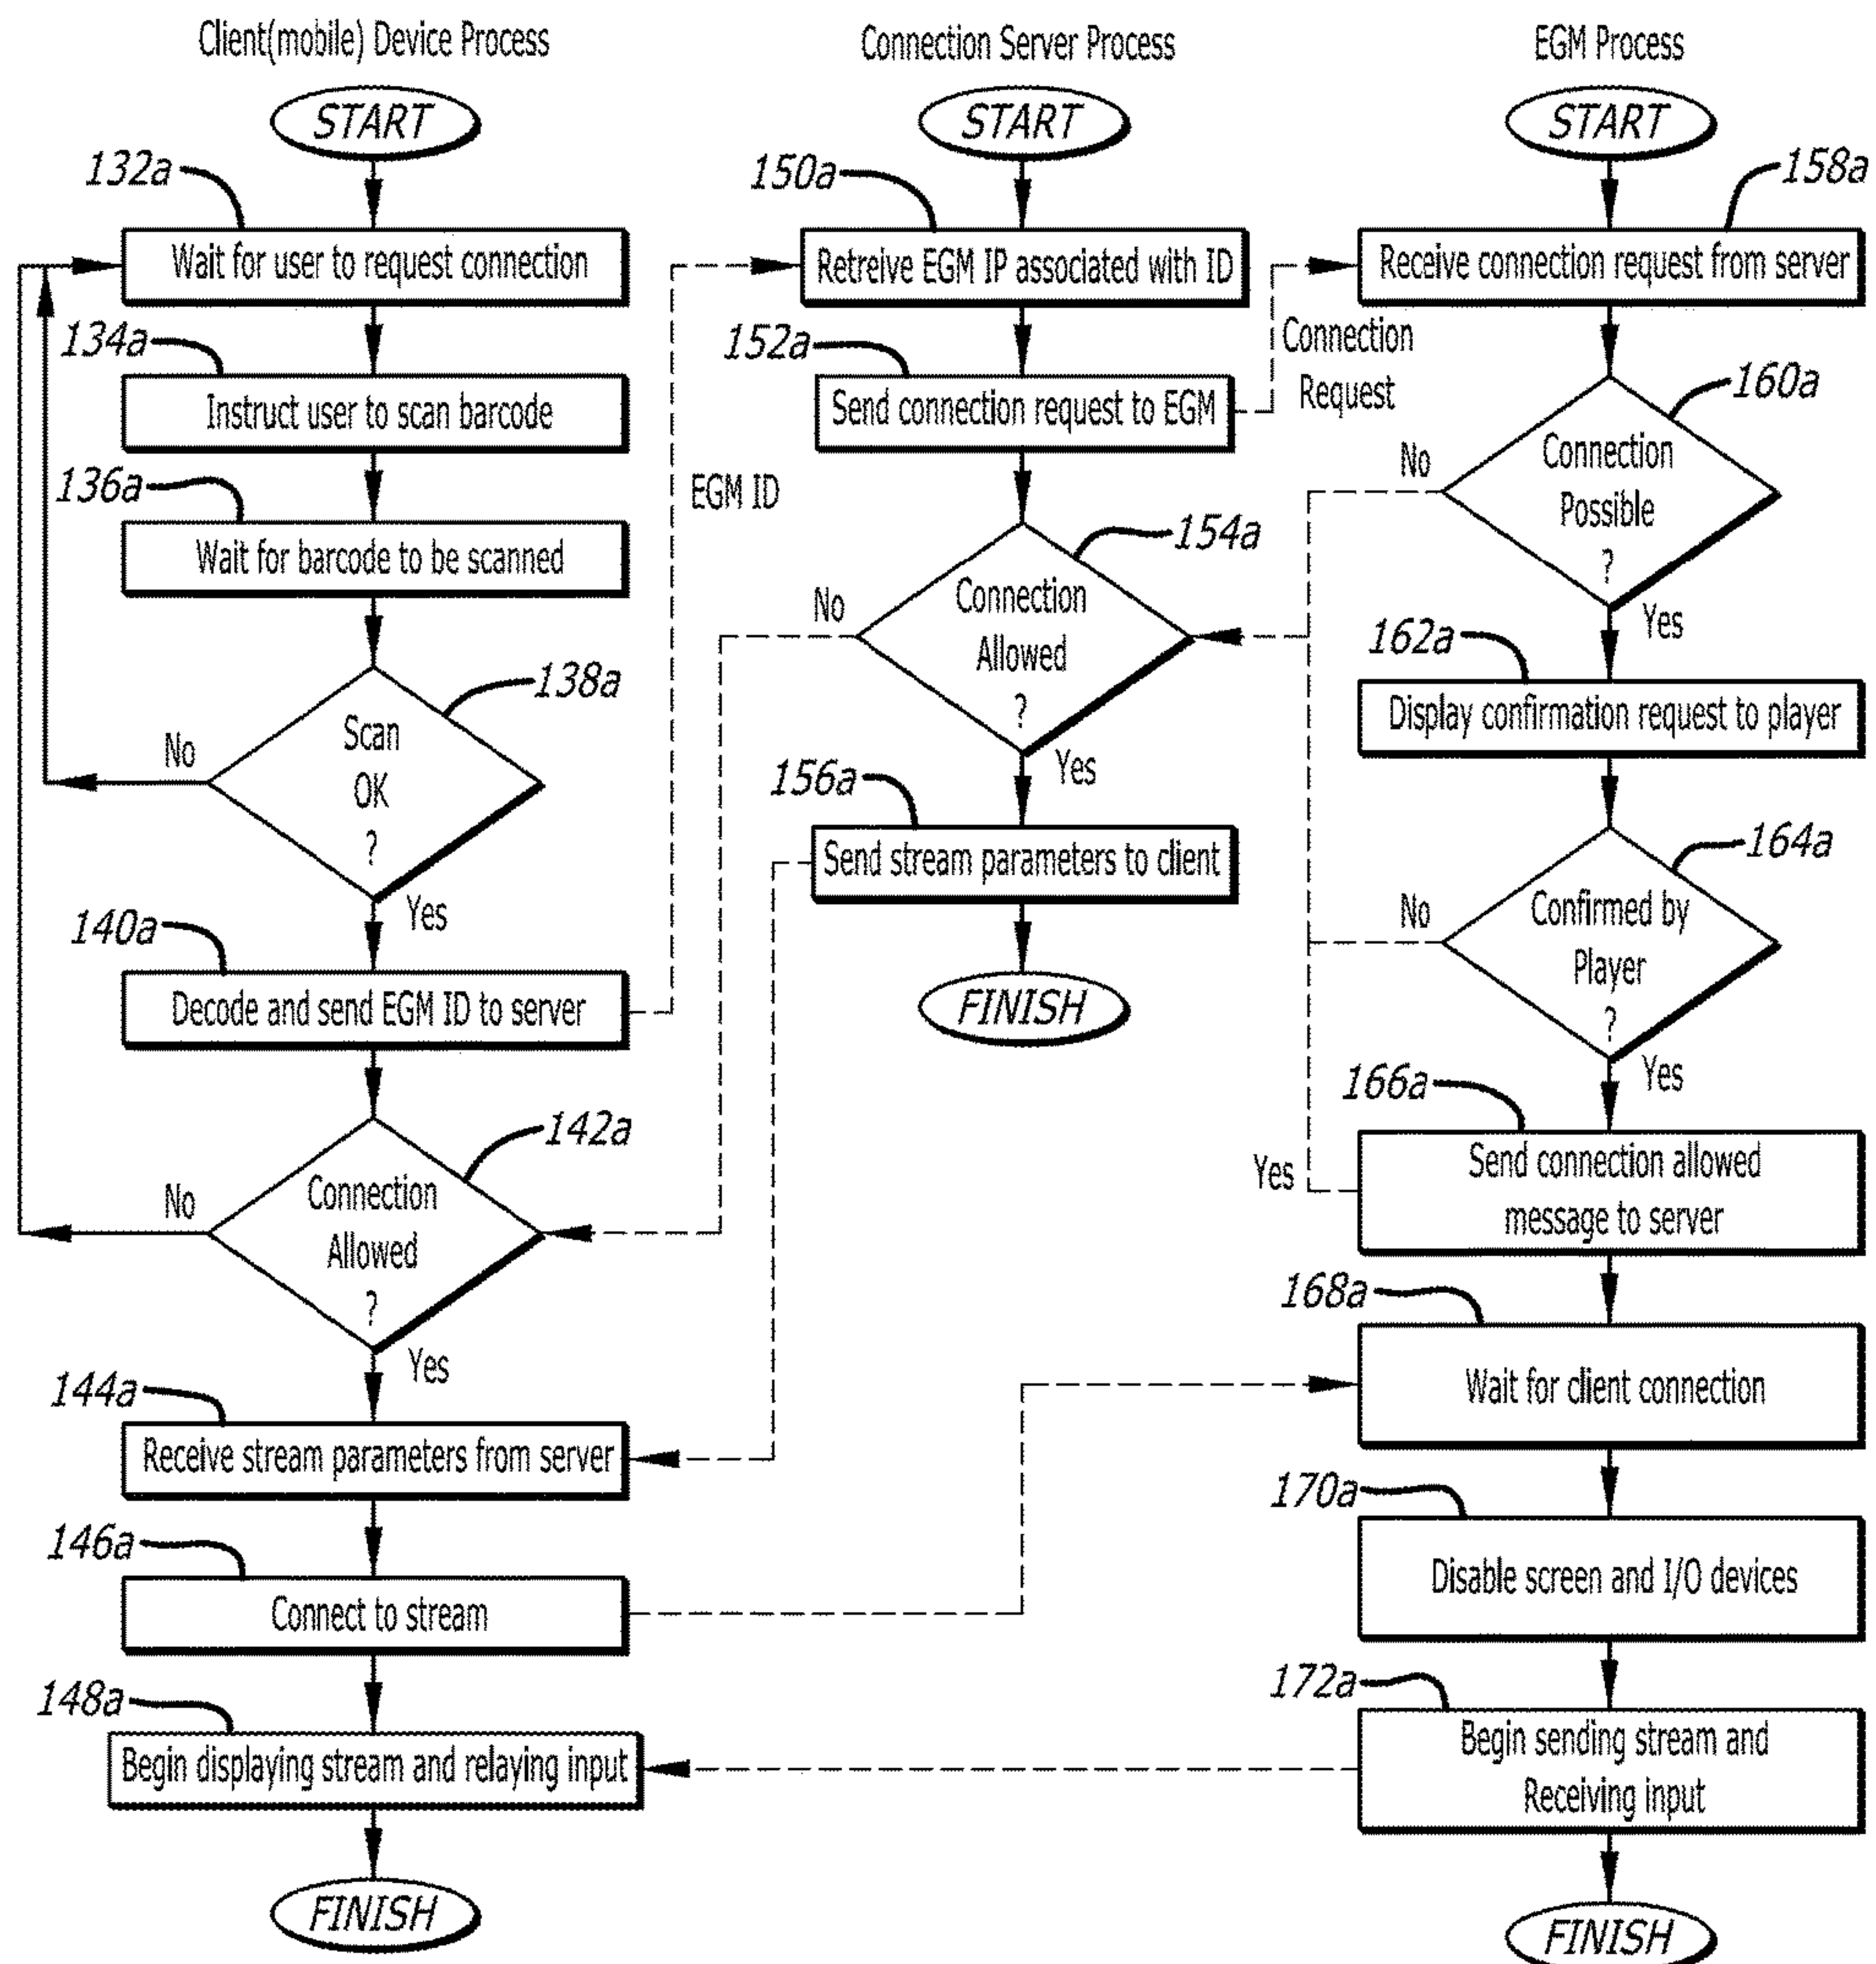 Client(mobile) Device Process
START
132a
Wait for user to request connection
134a
Instruct user to scan barcode
136a
Wait for barcode to be scanned
138a
Scan
OK
?
No
Yes
140a
Decode and send EGM ID to server
142a
Connection
Allowed
?
No
Yes
144a
Receive stream parameters from server
146a
Connect to stream
148a
Begin displaying stream and relaying input
FINISH
EGM ID
Connection Server Process
START
150a
Retreive EGM IP associated with ID
152a
Send connection request to EGM
Connection
Request
154a
Connection
Allowed
?
No
Yes
156a
Send stream parameters to client
FINISH
EGM Process
START
158a
Receive connection request from server
160a
Connection
Possible
?
No
Yes
162a
Display confirmation request to player
164a
Confirmed by
Player
?
No
Yes
166a
Send connection allowed
message to server
Yes
168a
Wait for client connection
170a
Disable screen and I/O devices
172a
Begin sending stream and
Receiving input
FINISH